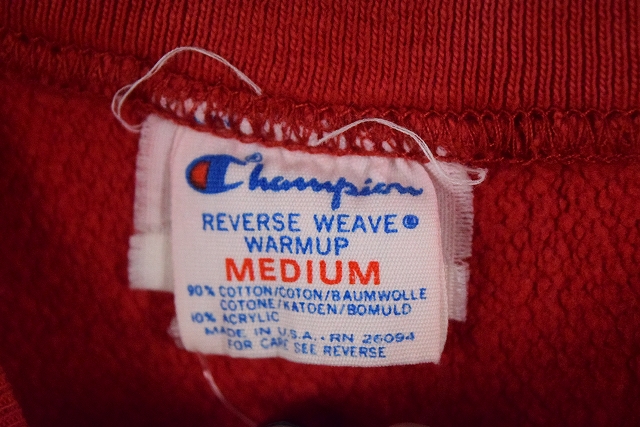 Champion
REVERSE WEAVE®
WARMUP
MEDIUM
90% COTTON/COTON/BAUMWOLLE
COTONE/KATOEN/BOMULD
10% ACRYLIC
MADE IN U.S.A. • RN 26094
FOR CARE SEE REVERSE